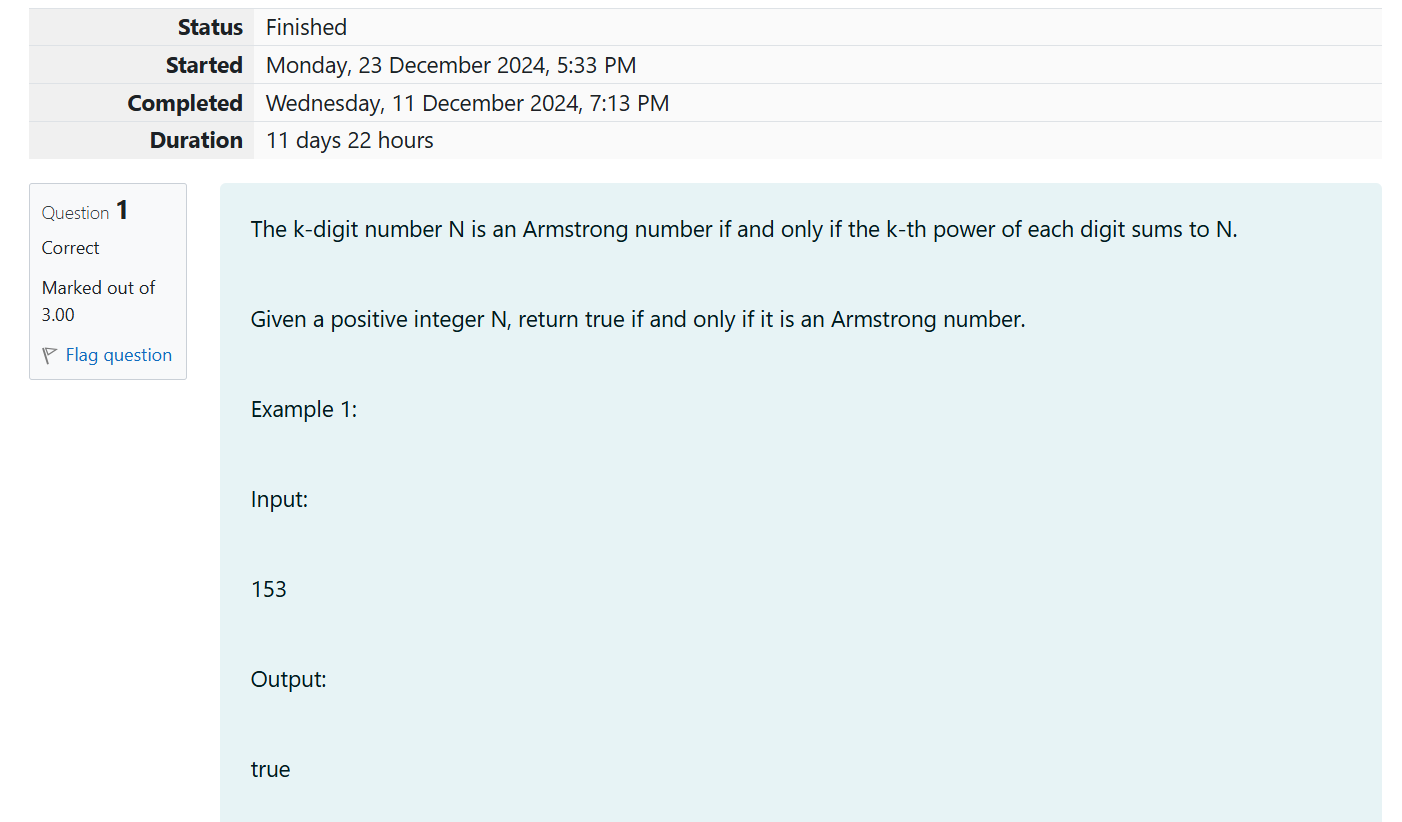 Status Finished
Started Monday, 23 December 2024, 5:33 PM
Completed Wednesday, 11 December 2024, 7:13 PM
Duration 11 days 22 hours
Question 1
Correct
Marked out of
3.00
Flag question
The k-digit number N is an Armstrong number if and only if the k-th power of each digit sums to N.
Given a positive integer N, return true if and only if it is an Armstrong number.
Example 1:
Input:
153
Output:
true